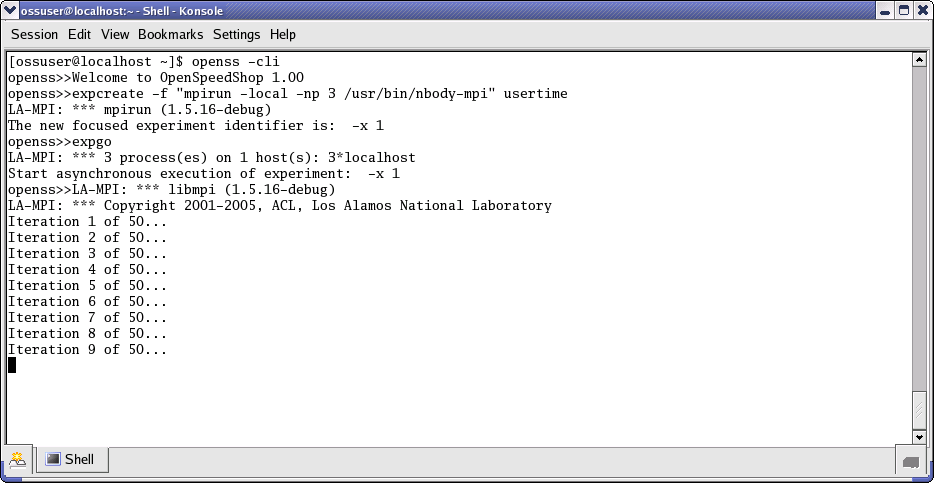 ossuser@localhost:~ - Shell - Konsole
Session Edit View Bookmarks Settings Help
[ossuser@localhost ~]$ openss -cli
openss>>Welcome to OpenSpeedShop 1.00
openss>>expcreate -f "mpirun -local -np 3 /usr/bin/nbody-mpi" usertime
LA-MPI: *** mpirun (1.5.16-debug)
The new focused experiment identifier is:  -x 1
openss>>expgo
LA-MPI: *** 3 process(es) on 1 host(s): 3*localhost
Start asynchronous execution of experiment:  -x 1
openss>>LA-MPI: *** libmpi (1.5.16-debug)
LA-MPI: *** Copyright 2001-2005, ACL, Los Alamos National Laboratory
Iteration 1 of 50...
Iteration 2 of 50...
Iteration 3 of 50...
Iteration 4 of 50...
Iteration 5 of 50...
Iteration 6 of 50...
Iteration 7 of 50...
Iteration 8 of 50...
Iteration 9 of 50...
Shell